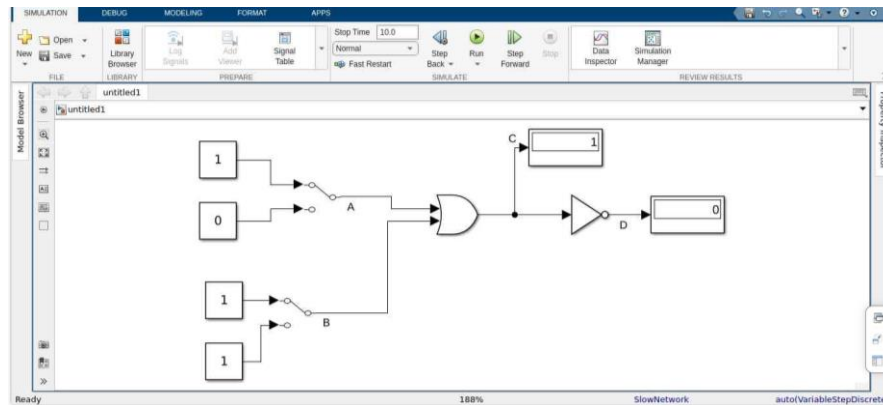 SIMULATION DEBUG MODELING FORMAT APPS
New
Open
Save
FILE
Library
Browser
LIBRARY
Log
Signals
Add
Viewer
Signal
Table
PREPARE
Stop Time 10.0
Normal
Fast Restart
Step
Back
Run
Step
Forward
Stop
SIMULATE
Data
Inspector
Simulation
Manager
REVIEW RESULTS
Model Browser
untitled1
untitled1
1
0
A
1
1
B
C
1
D
0
Ready 188% SlowNetwork auto(VariableStepDiscrete